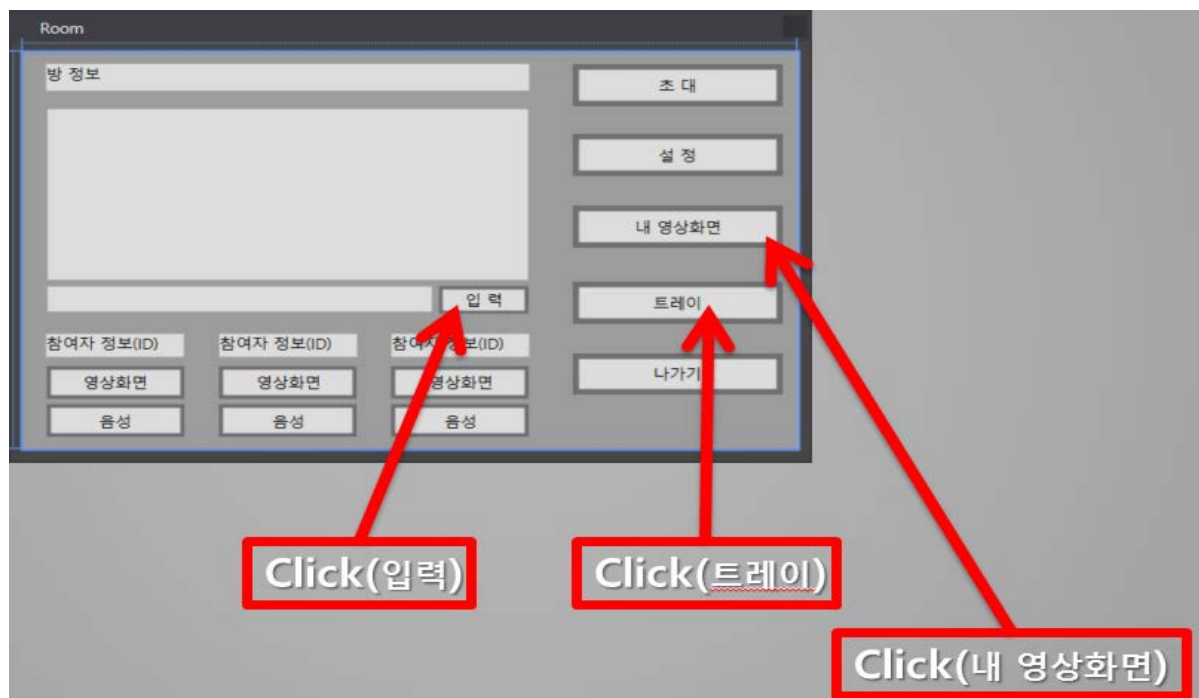 Room
방 정보
초 대
설 정
내 영상화면
입 력
트레이
참여자 정보(ID) 참여자 정보(ID) 참여자 정보(ID)
나가기
영상화면 영상화면 영상화면
음성 음성 음성
Click(입력) Click(트레이)
Click(내 영상화면)